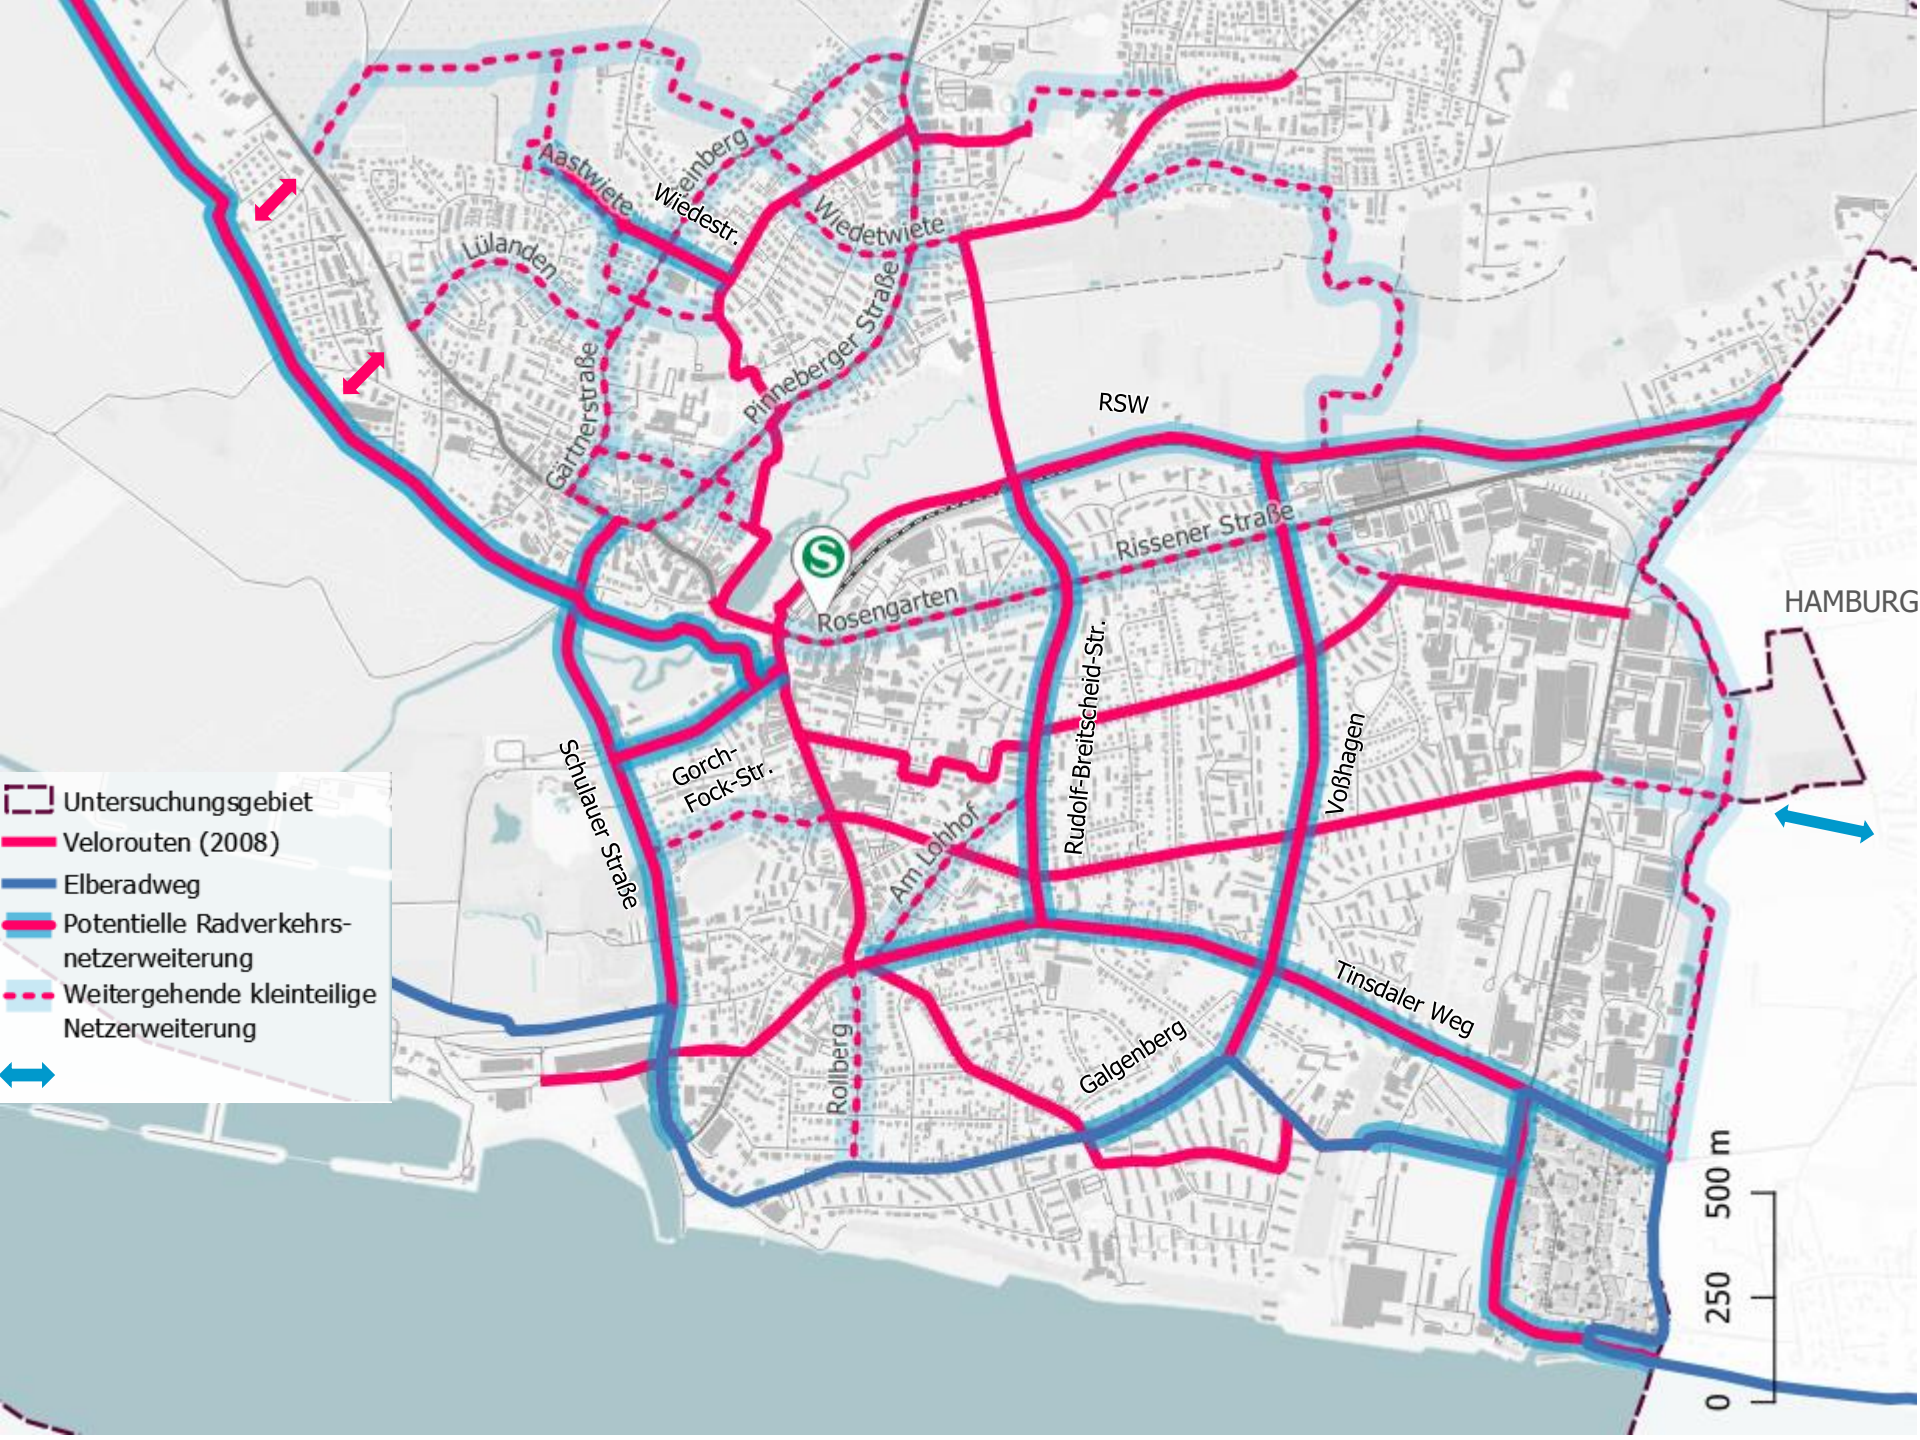 Aastwiete
einberg
Wiedestr.
Wiedetwiete
Lülanden
Pinneberger Straße
Gärtnerstraße
RSW
S
Rissener Straße
Rosengarten
HAMBURG
Rudolf-Breitscheid-Str.
Voßhagen
Schulauer Straße
Gorch-
Fock-Str.
Am Lohhof
Tinsdaler Weg
Galgenberg
Rollberg
Untersuchungsgebiet
Velorouten (2008)
Elberadweg
Potentielle Radverkehrs-
netzerweiterung
Weitergehende kleinteilige
Netzerweiterung
0
250
500 m